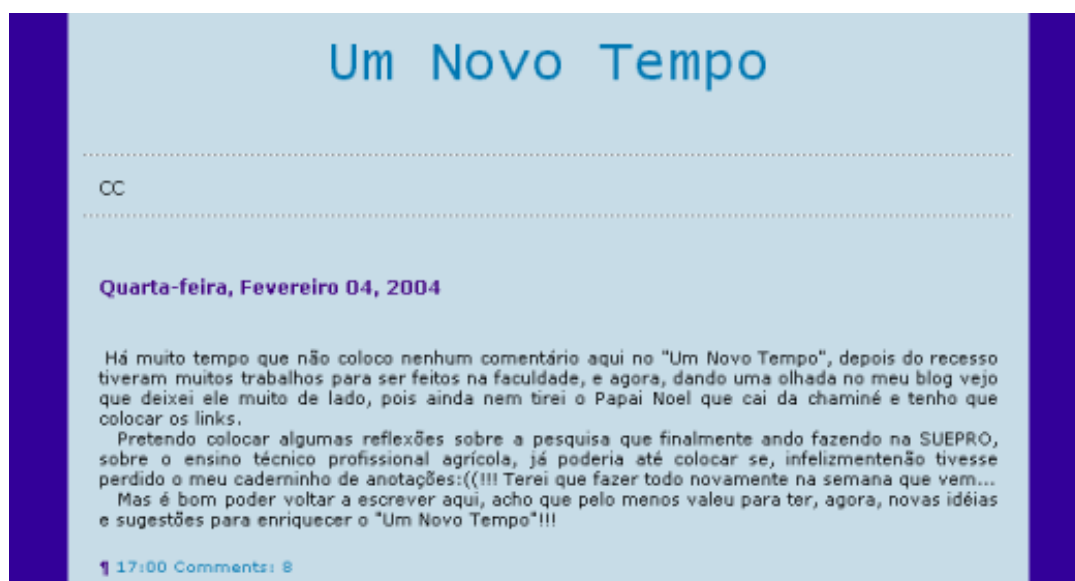 Um Novo Tempo
CC
Quarta-feira, Fevereiro 04, 2004
Há muito tempo que não coloco nenhum comentário aqui no "Um Novo Tempo", depois do recesso
tiveram muitos trabalhos para ser feitos na faculdade, e agora, dando uma olhada no meu blog vejo
que deixei ele muito de lado, pois ainda nem tirei o Papai Noel que cai da chaminé e tenho que
colocar os links.
Pretendo colocar algumas reflexões sobre a pesquisa que finalmente ando fazendo na SUEPRO,
sobre o ensino técnico profissional agrícola, já poderia até colocar se, infelizmentenão tivesse
perdido o meu caderninho de anotações:((!!! Terei que fazer todo novamente na semana que vem...
Mas é bom poder voltar a escrever aqui, acho que pelo menos valeu para ter, agora, novas idéias
e sugestões para enriquecer o "Um Novo Tempo"!!!
¶ 17:00 Comments: 8